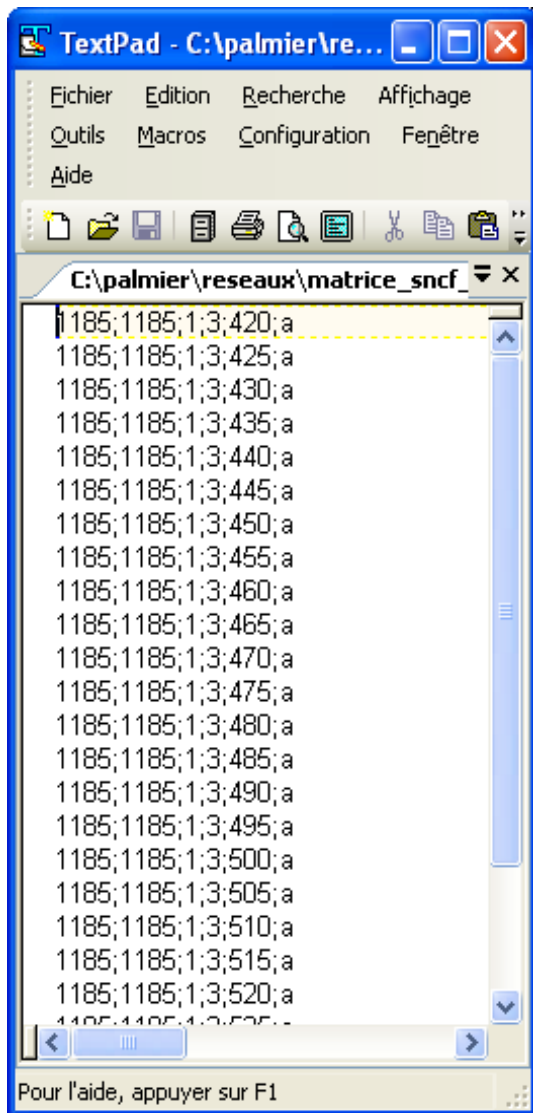 TextPad - C:\palmier\re...
Fichier Edition Recherche Affichage
Outils Macros Configuration Fenêtre
Aide
C:\palmier\reseaux\matrice_sncf_
1185;1185;1;3;420;a
1185;1185;1;3;425;a
1185;1185;1;3;430;a
1185;1185;1;3;435;a
1185;1185;1;3;440;a
1185;1185;1;3;445;a
1185;1185;1;3;450;a
1185;1185;1;3;455;a
1185;1185;1;3;460;a
1185;1185;1;3;465;a
1185;1185;1;3;470;a
1185;1185;1;3;475;a
1185;1185;1;3;480;a
1185;1185;1;3;485;a
1185;1185;1;3;490;a
1185;1185;1;3;495;a
1185;1185;1;3;500;a
1185;1185;1;3;505;a
1185;1185;1;3;510;a
1185;1185;1;3;515;a
1185;1185;1;3;520;a
Pour l'aide, appuyer sur F1